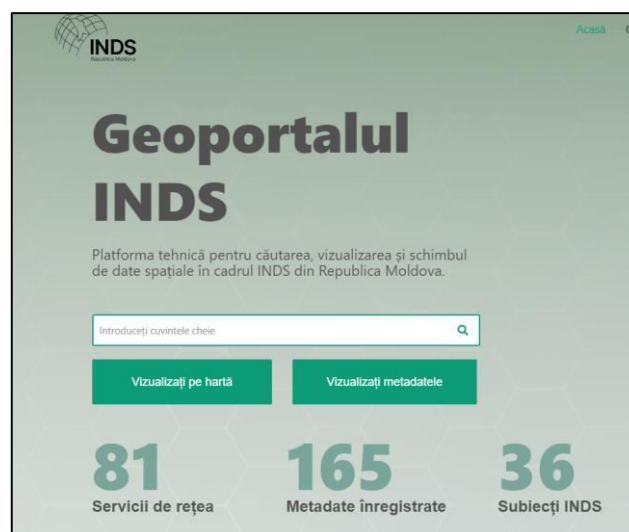 INDS
Republica Moldova
Acasă
Geoportalul
INDS
Platforma tehnică pentru căutarea, vizualizarea și schimbul
de date spațiale în cadrul INDS din Republica Moldova.
Introduceți cuvintele cheie
Vizualizați pe hartă Vizualizați metadatele
81 165 36
Servicii de rețea Metadate înregistrate Subiecți INDS